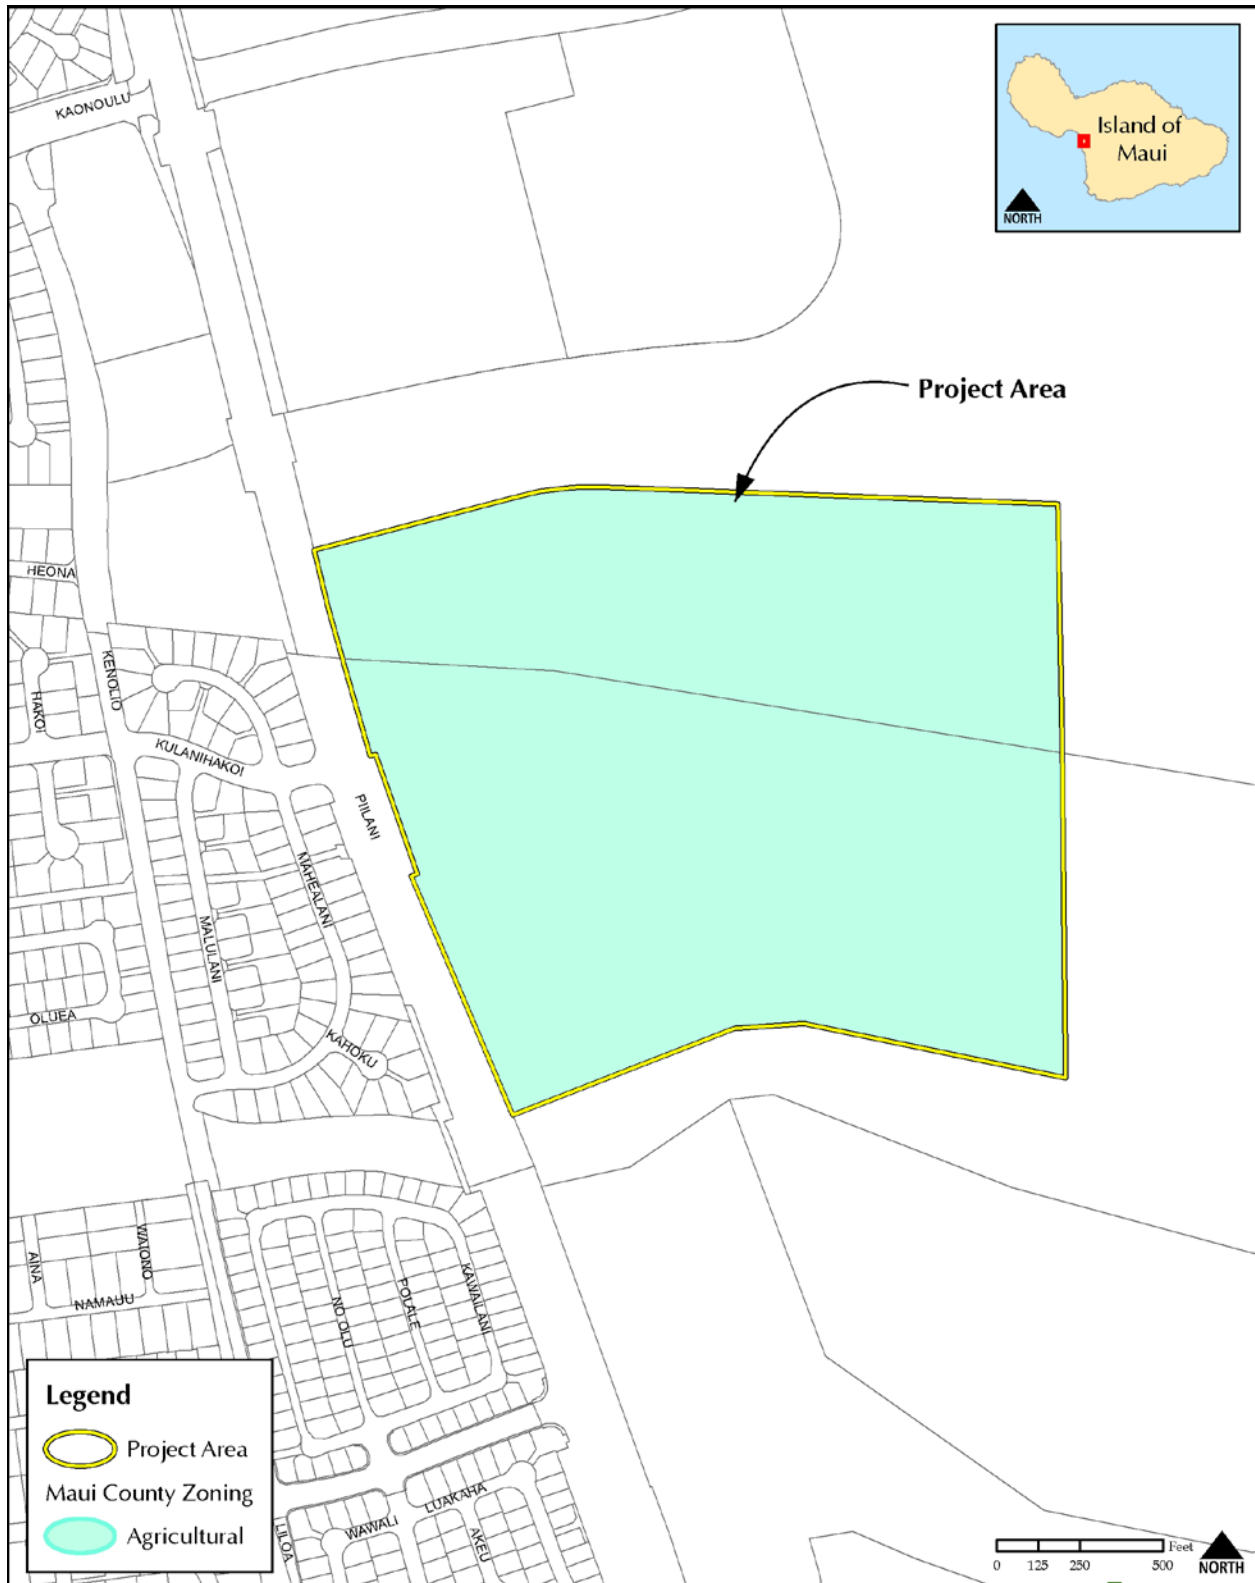 KAONOULU
Island of
Maui
NORTH
Project Area
HEONA
KENOLIO
HAKOI
KULANIHAKOI
PIILANI
MAHEALANI
MALULANI
OLUEA
KAHOKU
AINA
WAIONO
NAMAUU
NO OLU
POLALE
KAWAILANI
LILOA
WAWALI
LUAKAHA
AKEU
Legend
Project Area
Maui County Zoning
Agricultural
Feet
0 125 250 500
NORTH